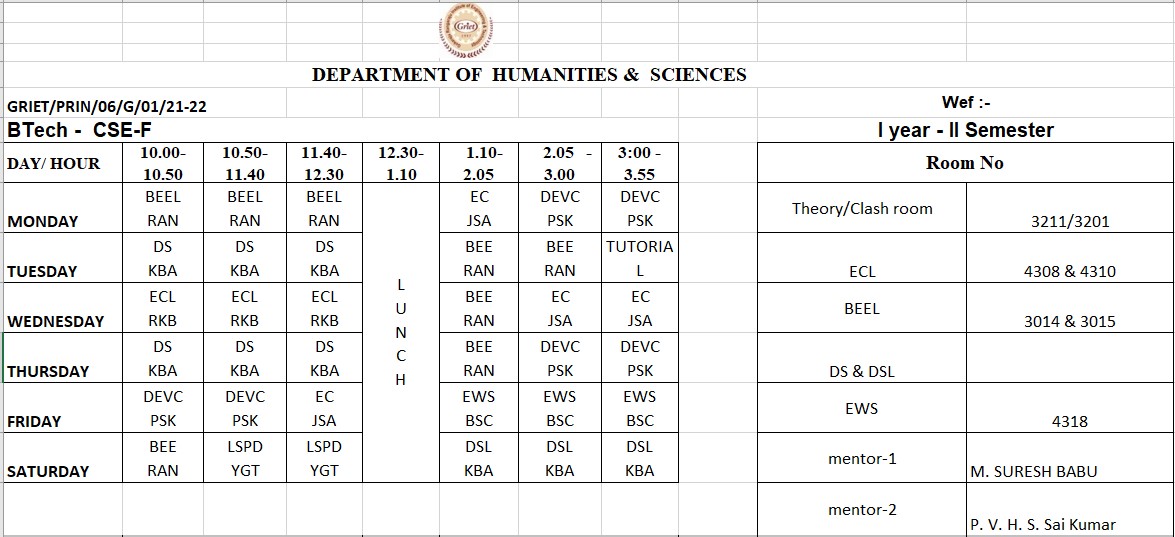 Griet
DEPARTMENT OF HUMANITIES & SCIENCES
GRIET/PRIN/06/G/01/21-22 Wef :-
BTech - CSE-F I year - II Semester
DAY/ HOUR 10.00-10.50 10.50-11.40 11.40-12.30 12.30-1.10 1.10-2.05 2.05 - 3.00 3:00 - 3.55 Room No
MONDAY BEEL RAN BEEL RAN BEEL RAN EC JSA DEVC PSK DEVC PSK Theory/Clash room 3211/3201
TUESDAY DS KBA DS KBA DS KBA BEE RAN BEE RAN TUTORIAL ECL 4308 & 4310
WEDNESDAY ECL RKB ECL RKB ECL RKB BEE RAN EC JSA EC JSA BEEL 3014 & 3015
THURSDAY DS KBA DS KBA DS KBA BEE RAN DEVC PSK DEVC PSK DS & DSL
FRIDAY DEVC PSK DEVC PSK EC JSA EWS BSC EWS BSC EWS BSC EWS 4318
SATURDAY BEE RAN LSPD YGT LSPD YGT DSL KBA DSL KBA DSL KBA mentor-1 M. SURESH BABU
L
U
N
C
H
mentor-2 P. V. H. S. Sai Kumar